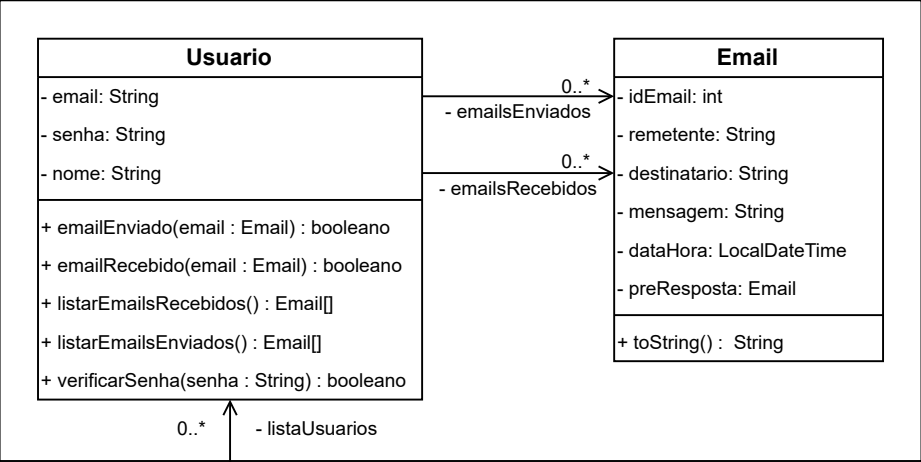 Usuario
- email: String
- senha: String
- nome: String
+ emailEnviado(email : Email) : booleano
+ emailRecebido(email : Email) : booleano
+ listarEmailsRecebidos() : Email[]
+ listarEmailsEnviados() : Email[]
+ verificarSenha(senha : String) : booleano
0..*
- emailsEnviados
0..*
- emailsRecebidos
Email
- idEmail: int
- remetente: String
- destinatario: String
- mensagem: String
- dataHora: LocalDateTime
- preResposta: Email
+ toString() : String
0..*
- listaUsuarios